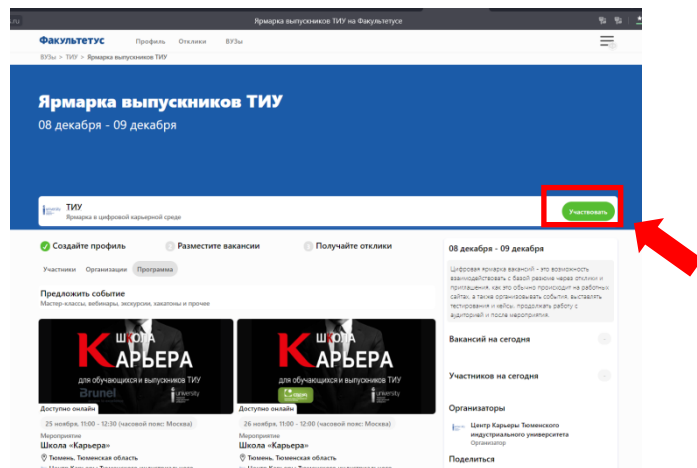 .ru
Ярмарка выпускников ТИУ на Факультетусе
Факультетус Профиль Отклики ВУЗы
ВУЗы > ТИУ > Ярмарка выпускников ТИУ
Ярмарка выпускников ТИУ
08 декабря - 09 декабря
ТИУ
Ярмарка в цифровой карьерной среде
Участвовать
Создайте профиль
Разместите вакансии
Получайте отклики
Участники Организации Программа
Предложить событие
Мастер-классы, вебинары, экскурсии, хакатоны и прочее
ШКОЛА
КАРЬЕРА
для обучающихся и выпускников ТИУ
Brunel
university
Доступно онлайн
25 ноября, 11:00 - 12:30 (часовой пояс: Москва)
Мероприятие
Школа «Карьера»
Тюмень, Тюменская область
ШКОЛА
КАРЬЕРА
для обучающихся и выпускников ТИУ
university
Доступно онлайн
26 ноября, 11:00 - 12:00 (часовой пояс: Москва)
Мероприятие
Школа «Карьера»
Тюмень, Тюменская область
08 декабря - 09 декабря
Цифровая ярмарка вакансий - это возможность
взаимодействовать с базой резюме через отклики и
приглашения, как это обычно происходит на работных
сайтах, а также организовывать события, выставлять
тестирования и кейсы, продолжать работу с
аудиторией и после мероприятия.
Вакансий на сегодня
Участников на сегодня
Организаторы
Центр Карьеры Тюменского
индустриального университета
Организатор
Поделиться